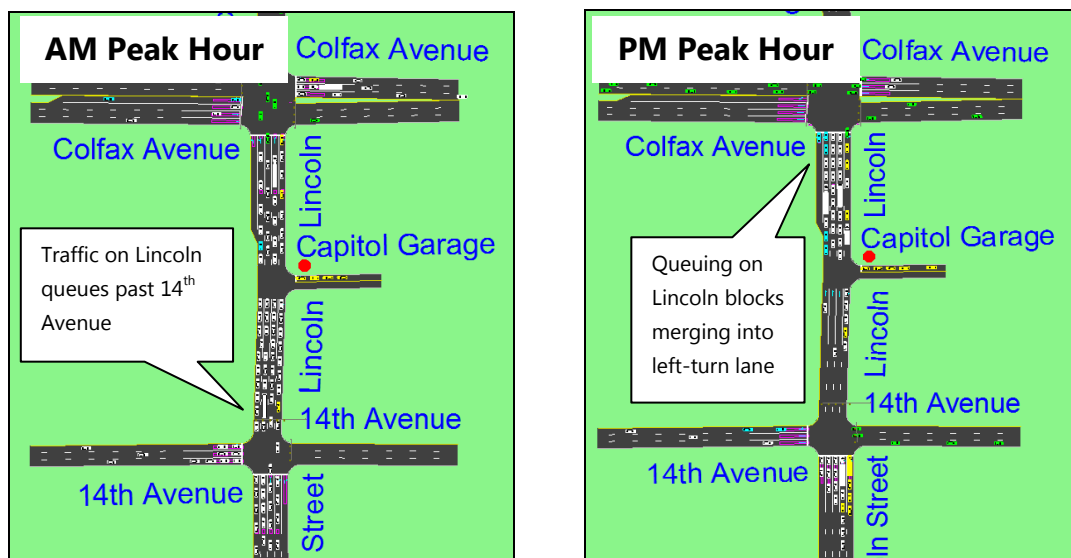 AM Peak Hour
Colfax Avenue
Colfax Avenue
Lincoln
Capitol Garage
Traffic on Lincoln
queues past 14th
Avenue
Lincoln
14th Avenue
14th Avenue
Street
PM Peak Hour
Colfax Avenue
Colfax Avenue
Lincoln
Capitol Garage
Queuing on
Lincoln blocks
merging into
left-turn lane
Lincoln
14th Avenue
14th Avenue
ln Street